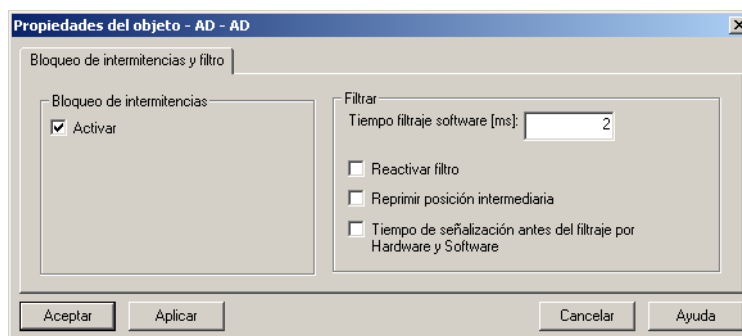 Propiedades del objeto - AD - AD
Bloqueo de intermitencias y filtro
Bloqueo de intermitencias
Activar
Filtrar
Tiempo filtraje software [ms]: 2
Reactivar filtro
Reprimir posición intermediaria
Tiempo de señalización antes del filtraje por
Hardware y Software
Aceptar
Aplicar
Cancelar
Ayuda